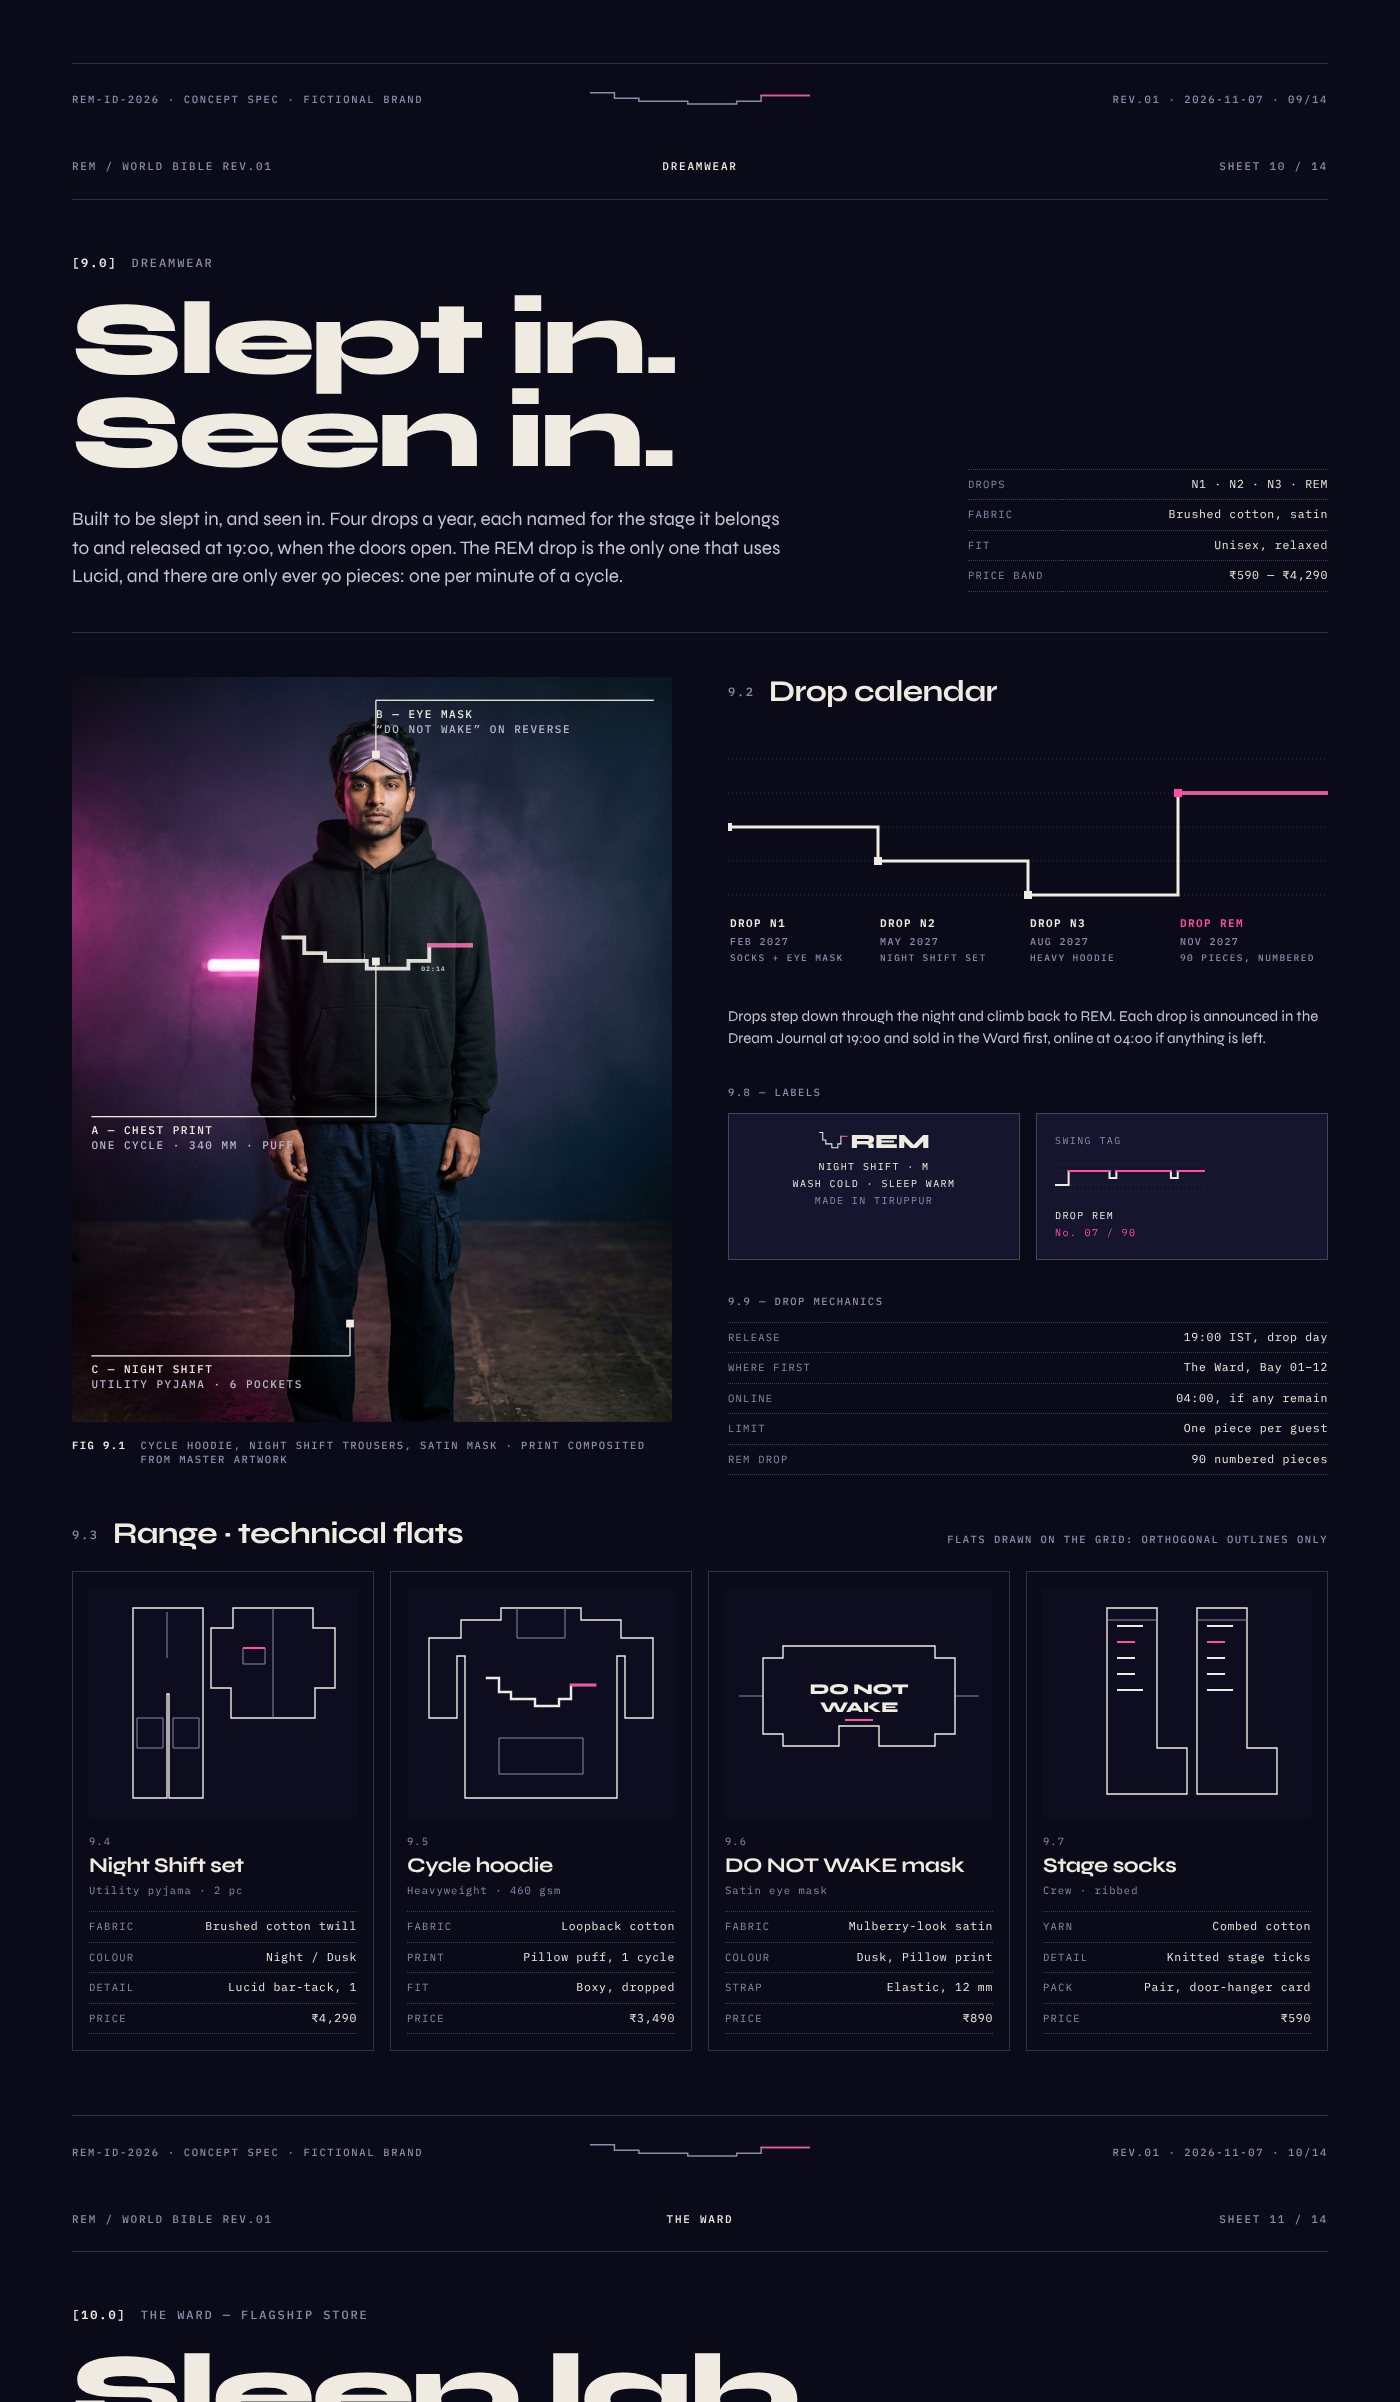 REM-ID-2026 · CONCEPT SPEC · FICTIONAL BRAND
REV.01 · 2026-11-07 · 09/14
REM / WORLD BIBLE REV.01
DREAMWEAR
SHEET 10 / 14
[9.0] DREAMWEAR
Slept in.
Seen in.
Built to be slept in, and seen in. Four drops a year, each named for the stage it belongs
to and released at 19:00, when the doors open. The REM drop is the only one that uses
Lucid, and there are only ever 90 pieces: one per minute of a cycle.
DROPS N1 · N2 · N3 · REM
FABRIC Brushed cotton, satin
FIT Unisex, relaxed
PRICE BAND ₹590 — ₹4,290
B — EYE MASK
“DO NOT WAKE” ON REVERSE
02:14
A — CHEST PRINT
ONE CYCLE · 340 MM · PUFF
C — NIGHT SHIFT
UTILITY PYJAMA · 6 POCKETS
FIG 9.1 CYCLE HOODIE, NIGHT SHIFT TROUSERS, SATIN MASK · PRINT COMPOSITED
FROM MASTER ARTWORK
9.2 Drop calendar
DROP N1
FEB 2027
SOCKS + EYE MASK
DROP N2
MAY 2027
NIGHT SHIFT SET
DROP N3
AUG 2027
HEAVY HOODIE
DROP REM
NOV 2027
90 PIECES, NUMBERED
Drops step down through the night and climb back to REM. Each drop is announced in the
Dream Journal at 19:00 and sold in the Ward first, online at 04:00 if anything is left.
9.8 — LABELS
REM
NIGHT SHIFT · M
WASH COLD · SLEEP WARM
MADE IN TIRUPPUR
SWING TAG
DROP REM
No. 07 / 90
9.9 — DROP MECHANICS
RELEASE 19:00 IST, drop day
WHERE FIRST The Ward, Bay 01–12
ONLINE 04:00, if any remain
LIMIT One piece per guest
REM DROP 90 numbered pieces
9.3 Range · technical flats
FLATS DRAWN ON THE GRID: ORTHOGONAL OUTLINES ONLY
9.4
Night Shift set
Utility pyjama · 2 pc
FABRIC Brushed cotton twill
COLOUR Night / Dusk
DETAIL Lucid bar-tack, 1
PRICE ₹4,290
9.5
Cycle hoodie
Heavyweight · 460 gsm
FABRIC Loopback cotton
PRINT Pillow puff, 1 cycle
FIT Boxy, dropped
PRICE ₹3,490
DO NOT
WAKE
9.6
DO NOT WAKE mask
Satin eye mask
FABRIC Mulberry-look satin
COLOUR Dusk, Pillow print
STRAP Elastic, 12 mm
PRICE ₹890
9.7
Stage socks
Crew · ribbed
YARN Combed cotton
DETAIL Knitted stage ticks
PACK Pair, door-hanger card
PRICE ₹590
REM-ID-2026 · CONCEPT SPEC · FICTIONAL BRAND
REV.01 · 2026-11-07 · 10/14
REM / WORLD BIBLE REV.01
THE WARD
SHEET 11 / 14
[10.0] THE WARD — FLAGSHIP STORE
Sleep lab